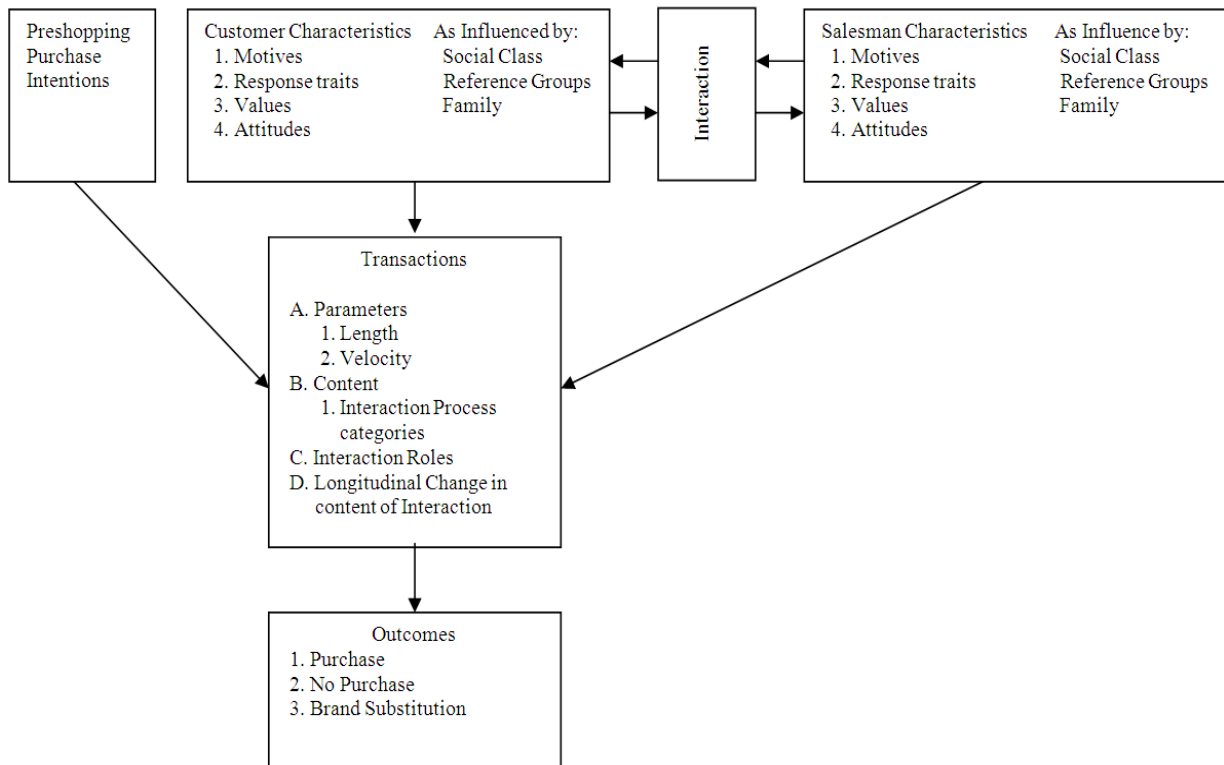 Preshopping
Purchase
Intentions
Customer Characteristics
1. Motives
2. Response traits
3. Values
4. Attitudes
As Influenced by:
Social Class
Reference Groups
Family
Interaction
Salesman Characteristics
1. Motives
2. Response traits
3. Values
4. Attitudes
As Influence by:
Social Class
Reference Groups
Family
Transactions
A. Parameters
1. Length
2. Velocity
B. Content
1. Interaction Process
categories
C. Interaction Roles
D. Longitudinal Change in
content of Interaction
Outcomes
1. Purchase
2. No Purchase
3. Brand Substitution